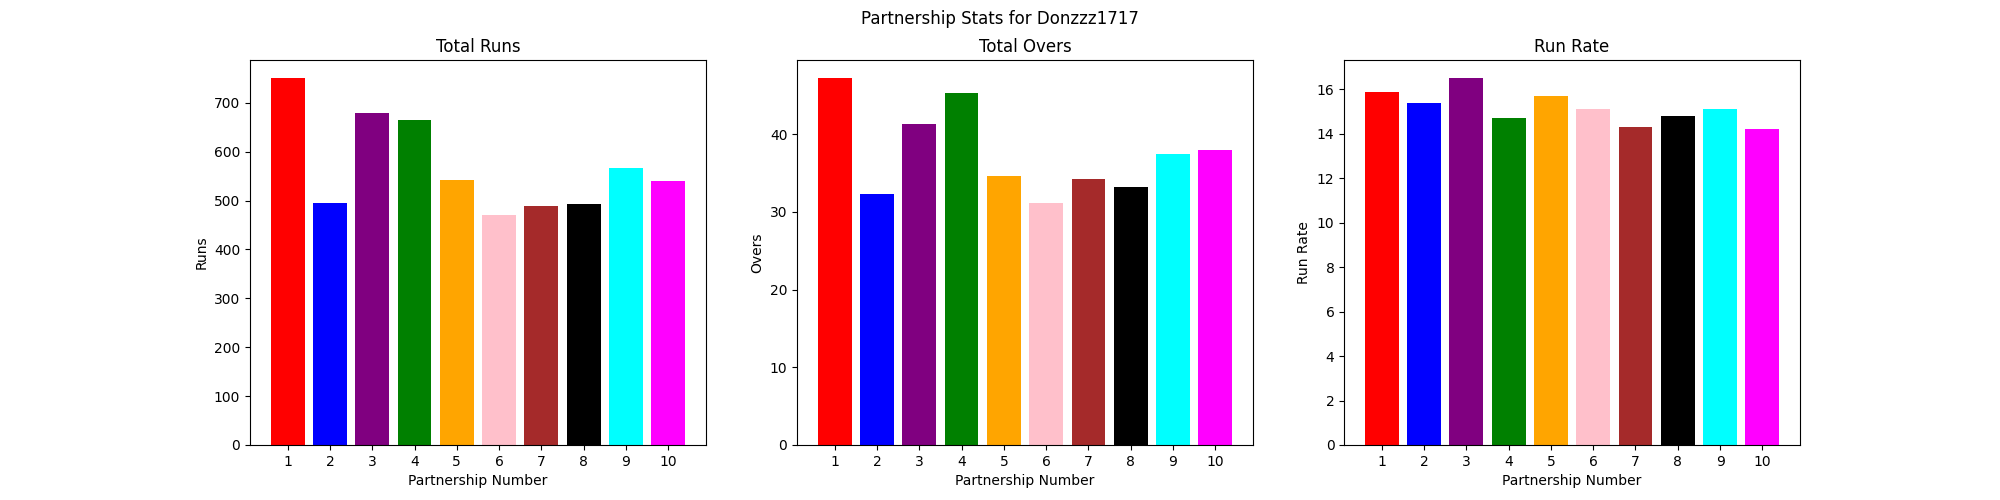 Partnership Stats for Donzzz1717
Total Runs
Runs
700
600
500
400
300
200
100
0
1 2 3 4 5 6 7 8 9 10
Partnership Number
Total Overs
Overs
40
30
20
10
0
1 2 3 4 5 6 7 8 9 10
Partnership Number
Run Rate
Run Rate
16
14
12
10
8
6
4
2
0
1 2 3 4 5 6 7 8 9 10
Partnership Number